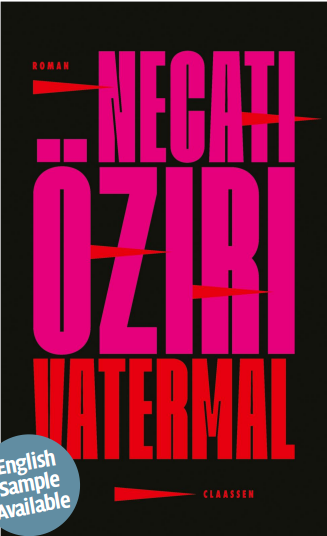 ROMAN
NECATI
ÖZIRI
VATERMAL
English
Sample
Available
CLAASSEN